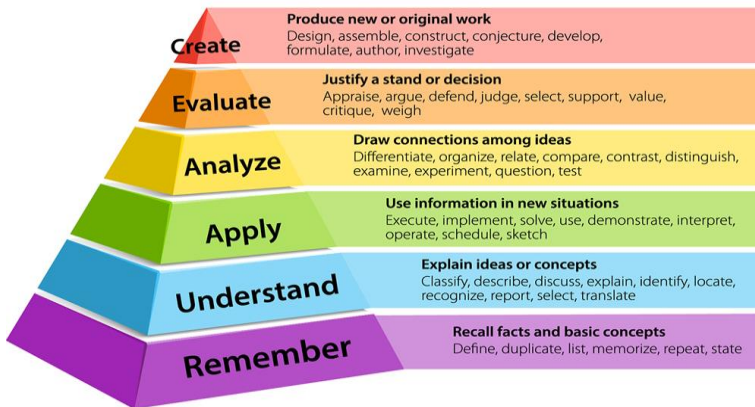 Create
Produce new or original work
Design, assemble, construct, conjecture, develop,
formulate, author, investigate
Evaluate
Justify a stand or decision
Appraise, argue, defend, judge, select, support, value,
critique, weigh
Analyze
Draw connections among ideas
Differentiate, organize, relate, compare, contrast, distinguish,
examine, experiment, question, test
Apply
Use information in new situations
Execute, implement, solve, use, demonstrate, interpret,
operate, schedule, sketch
Understand
Explain ideas or concepts
Classify, describe, discuss, explain, identify, locate,
recognize, report, select, translate
Remember
Recall facts and basic concepts
Define, duplicate, list, memorize, repeat, state